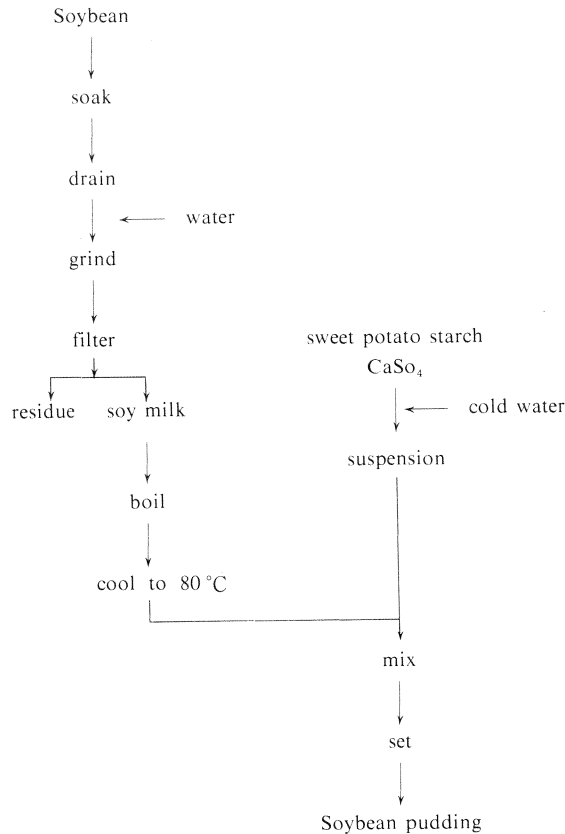 Soybean
soak
drain
water
grind
filter
residue soy milk
boil
cool to 80 °C
sweet potato starch
CaSo₄
cold water
suspension
mix
set
Soybean pudding